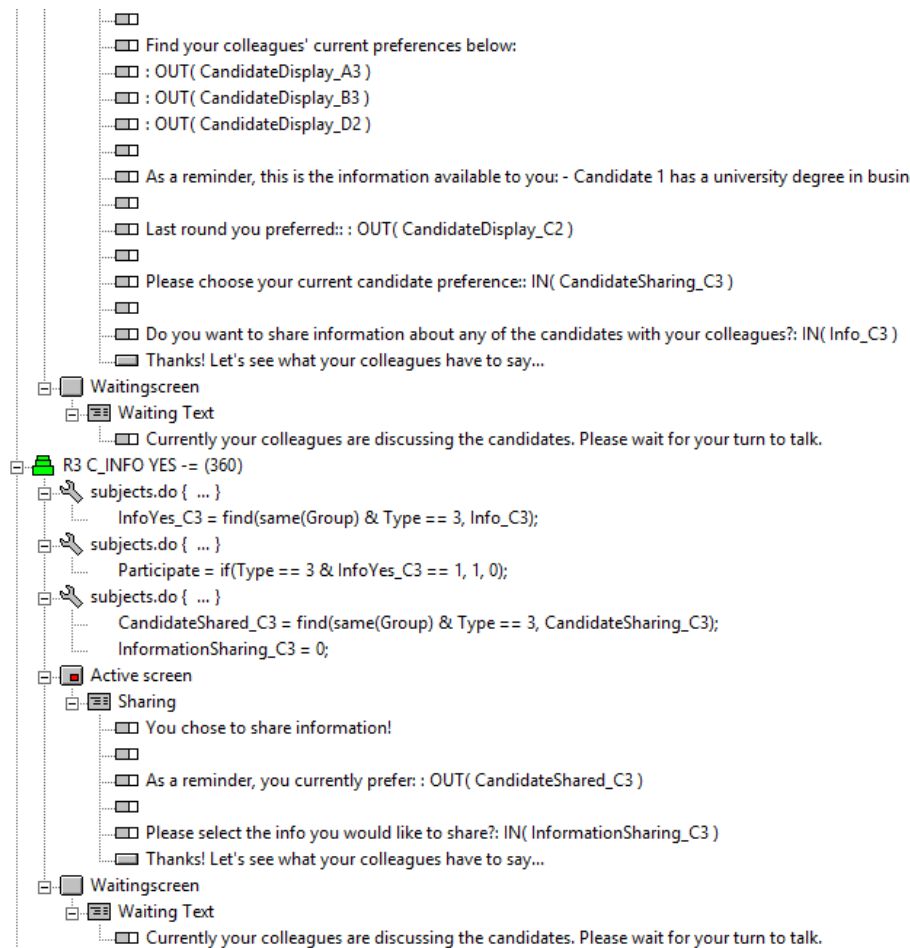 Find your colleagues' current preferences below:
: OUT( CandidateDisplay_A3 )
: OUT( CandidateDisplay_B3 )
: OUT( CandidateDisplay_D2 )
As a reminder, this is the information available to you: - Candidate 1 has a university degree in busin
Last round you preferred:: : OUT( CandidateDisplay_C2 )
Please choose your current candidate preference:: IN( CandidateSharing_C3 )
Do you want to share information about any of the candidates with your colleagues?: IN( Info_C3 )
Thanks! Let's see what your colleagues have to say...
Waitingscreen
Waiting Text
Currently your colleagues are discussing the candidates. Please wait for your turn to talk.
R3 C_INFO YES -= (360)
subjects.do { ... }
InfoYes_C3 = find(same(Group) & Type == 3, Info_C3);
subjects.do { ... }
Participate = if(Type == 3 & InfoYes_C3 == 1, 1, 0);
subjects.do { ... }
CandidateShared_C3 = find(same(Group) & Type == 3, CandidateSharing_C3);
InformationSharing_C3 = 0;
Active screen
Sharing
You chose to share information!
As a reminder, you currently prefer: : OUT( CandidateShared_C3 )
Please select the info you would like to share?: IN( InformationSharing_C3 )
Thanks! Let's see what your colleagues have to say...
Waitingscreen
Waiting Text
Currently your colleagues are discussing the candidates. Please wait for your turn to talk.